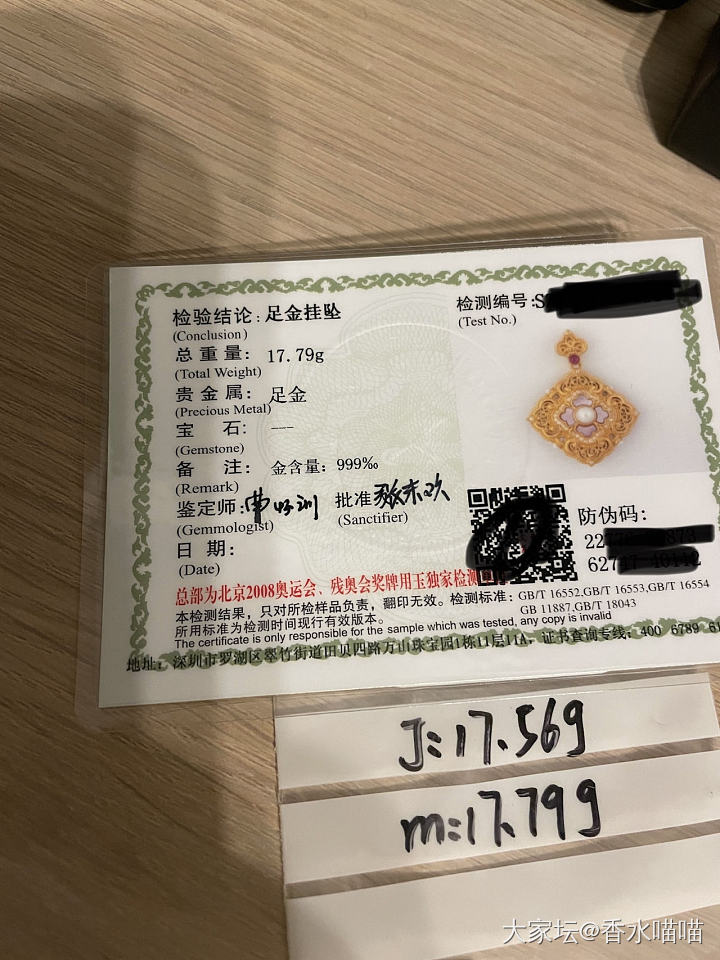 检验结论:足金挂坠
(Conclusion)
总 重 量: 17.79g
(Total Weight)
贵 金 属: 足金
(Precious Metal)
宝 石: ---
(Gemstone)
备 注: 金含量: 999‰
(Remark)
鉴定师: 批准
(Gemmologist) (Sanctifier)
日 期:
(Date)
检测编号:S
(Test No.)
防伪码:
总部为北京2008奥运会、残奥会奖牌用玉独家检测
本检测结果，只对所检样品负责，翻印无效。检测标准: GB/T 16552,GB/T 16553,GB/T 16554
所用标准为检测时间现行有效版本。 GB 11887,GB/T 18043
The certificate is only responsible for the sample which was tested, any copy is invalid
地址: 深圳市罗湖区翠竹街道田贝四路万山珠宝园1栋11层11A. 证书查询专线: 400 6789
J:17.56g
m:17.79g
大家坛@香水喵喵